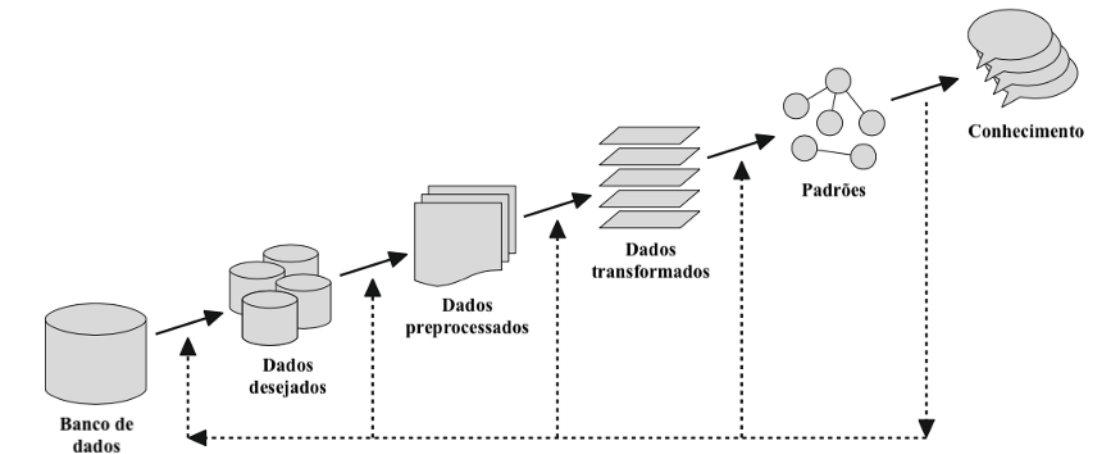 Conhecimento
Padrões
Dados
transformados
Dados
preprocessados
Dados
desejados
Banco de
dados